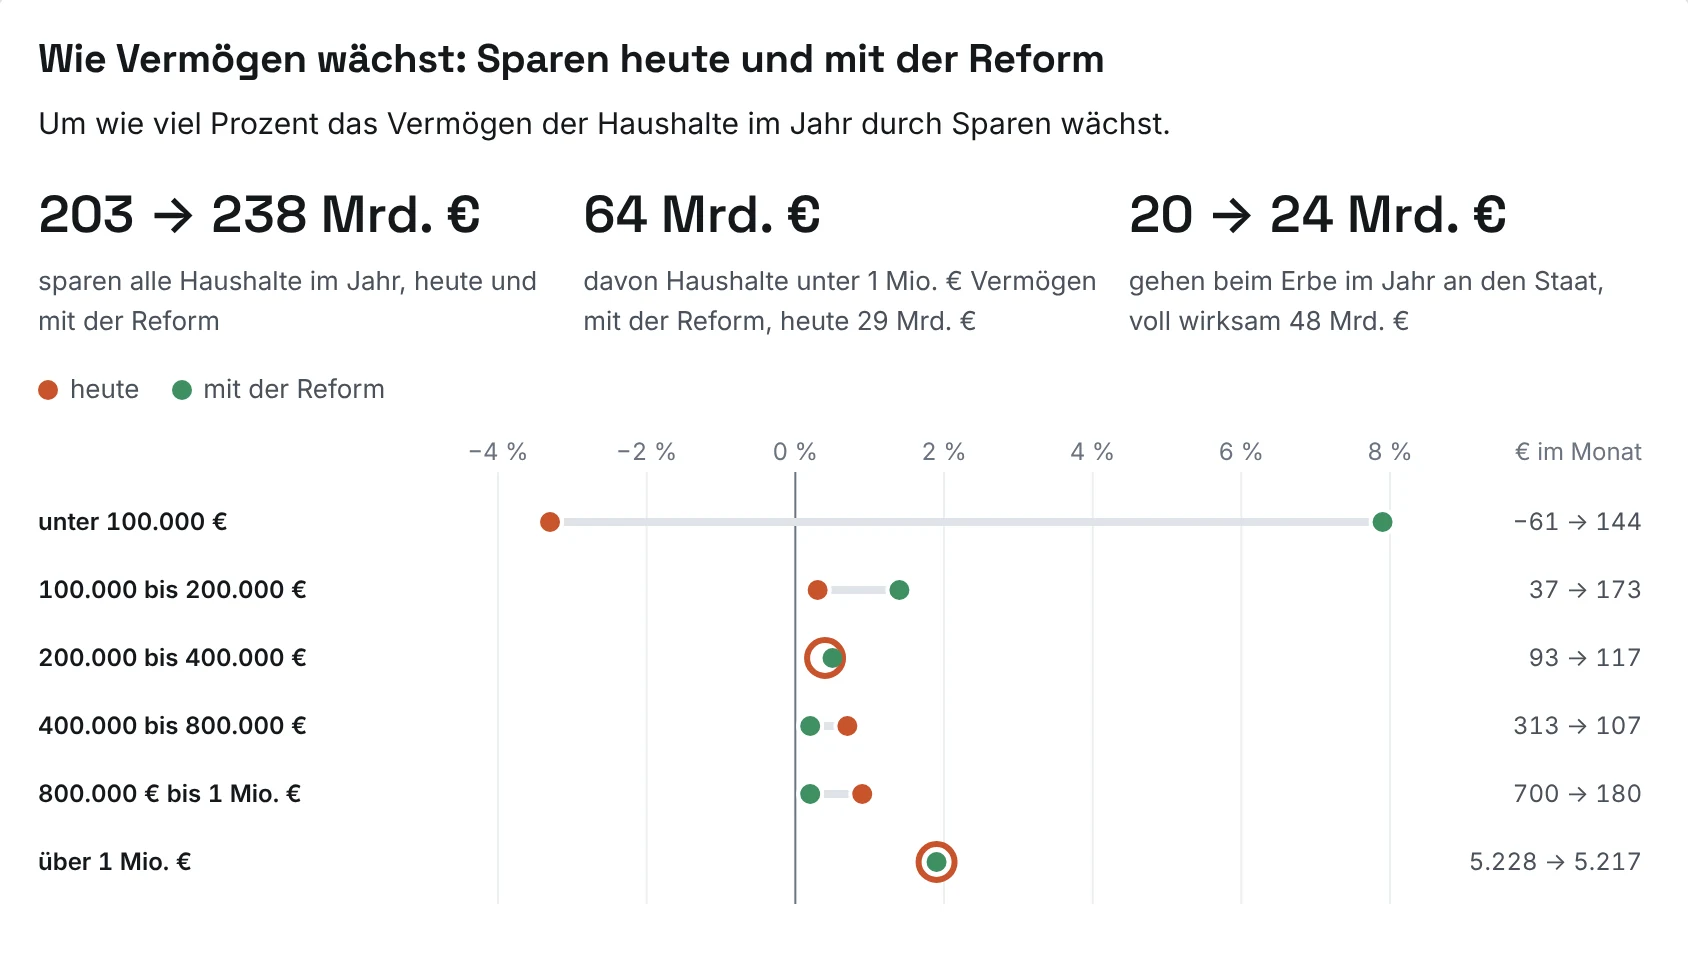 Wie Vermögen wächst: Sparen heute und mit der Reform
Um wie viel Prozent das Vermögen der Haushalte im Jahr durch Sparen wächst.
203 → 238 Mrd. €
sparen alle Haushalte im Jahr, heute und
mit der Reform
64 Mrd. €
davon Haushalte unter 1 Mio. € Vermögen
mit der Reform, heute 29 Mrd. €
20 → 24 Mrd. €
gehen beim Erbe im Jahr an den Staat,
voll wirksam 48 Mrd. €
heute mit der Reform
−4 % −2 % 0 % 2 % 4 % 6 % 8 % € im Monat
unter 100.000 € −61 → 144
100.000 bis 200.000 € 37 → 173
200.000 bis 400.000 € 93 → 117
400.000 bis 800.000 € 313 → 107
800.000 € bis 1 Mio. € 700 → 180
über 1 Mio. € 5.228 → 5.217